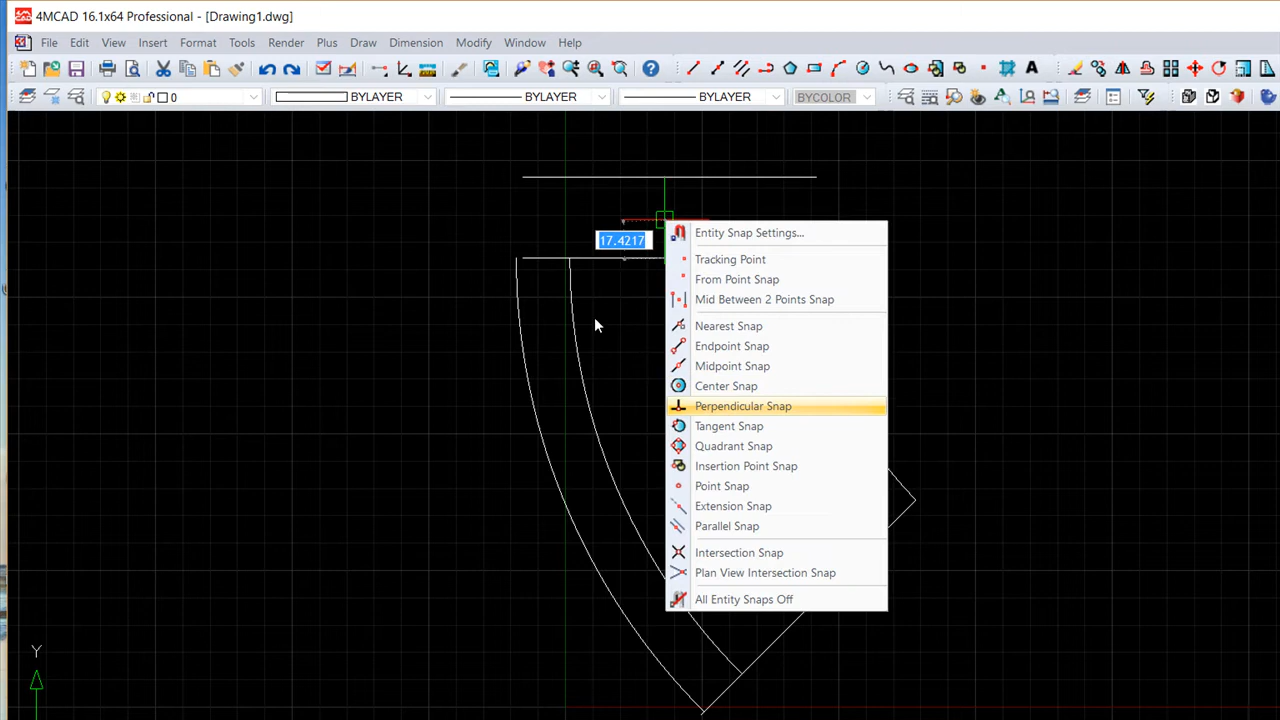 4MCAD 16.1x64 Professional - [Drawing1.dwg]
File Edit View Insert Format Tools Render Plus Draw Dimension Modify Window Help
0 BYLAYER BYLAYER BYLAYER BYCOLOR
17.4217
Entity Snap Settings...
Tracking Point
From Point Snap
Mid Between 2 Points Snap
Nearest Snap
Endpoint Snap
Midpoint Snap
Center Snap
Perpendicular Snap
Tangent Snap
Quadrant Snap
Insertion Point Snap
Point Snap
Extension Snap
Parallel Snap
Intersection Snap
Plan View Intersection Snap
All Entity Snaps Off
Y